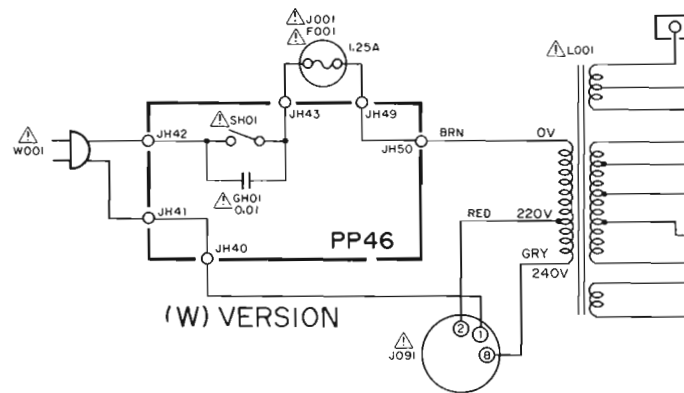 J001
F001
1.25A
L001
SH01
JH43
JH49
JH42
W001
JH50
BRN
0V
GH01
0.01
JH41
RED
220V
PP46
GRY
240V
JH40
(W) VERSION
J091
2
1
8